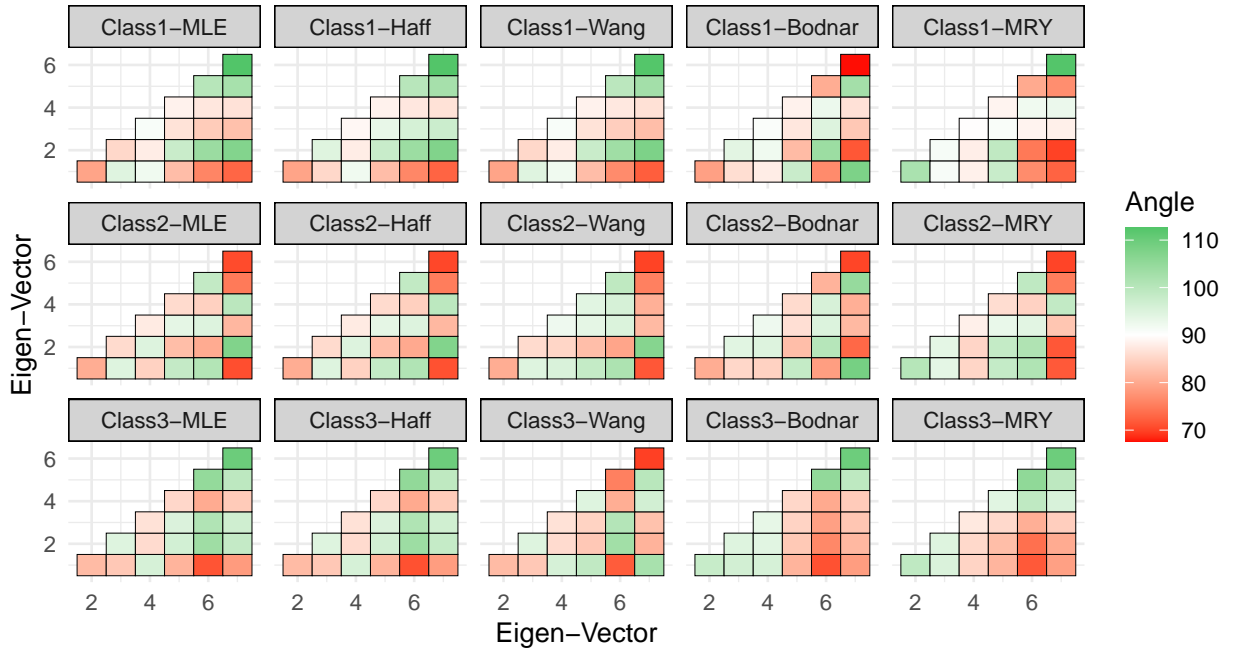 Class1−MLE Class1−Haff Class1−Wang Class1−Bodnar Class1−MRY
6
4
2
Class2−MLE Class2−Haff Class2−Wang Class2−Bodnar Class2−MRY
6
4
2
Class3−MLE Class3−Haff Class3−Wang Class3−Bodnar Class3−MRY
6
4
2
2 4 6 2 4 6 2 4 6 2 4 6 2 4 6
Eigen−Vector
Eigen−Vector
Angle
110
100
90
80
70